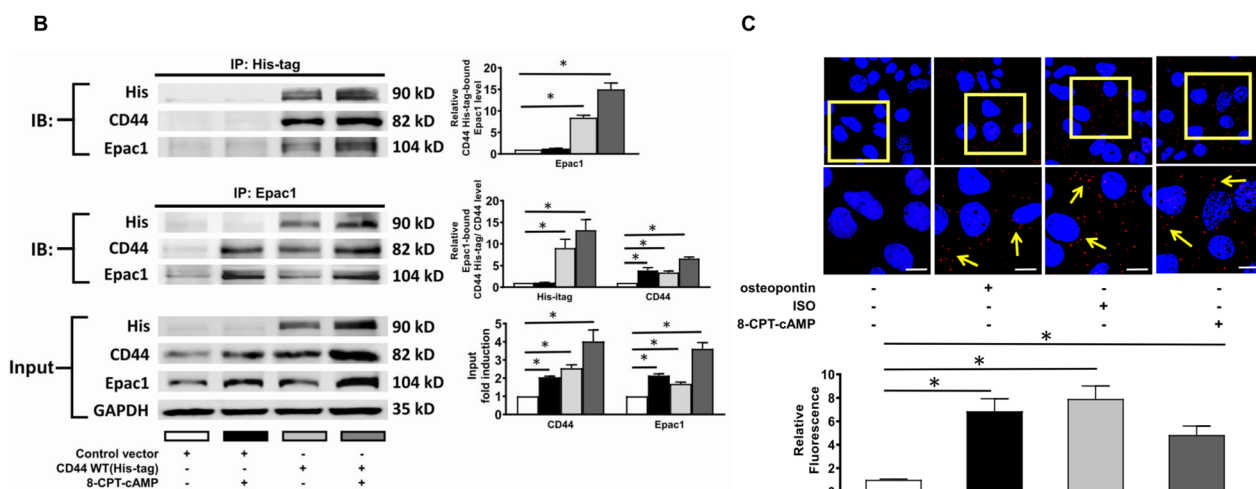 B
IP: His-tag
IB:
His 90 kD
CD44 82 kD
Epac1 104 kD
Relative
CD44 His-tag-bound
Epac1 level
20
15
10
5
0
*
*
Epac1
IP: Epac1
IB:
His 90 kD
CD44 82 kD
Epac1 104 kD
Relative
Epac1-bound
CD44 His-tag/ CD44 level
20
15
10
5
0
*
*
*
*
*
His-itag CD44
Input
His 90 kD
CD44 82 kD
Epac1 104 kD
GAPDH 35 kD
Input
fold induction
5
4
3
2
1
0
*
*
*
*
*
*
CD44 Epac1
Control vector + + - -
CD44 WT(His-tag) - - + +
8-CPT-cAMP - + - +
C
osteopontin - + - -
ISO - - + -
8-CPT-cAMP - - - +
Relative
Fluorescence
10
8
6
4
2
0
*
*
*